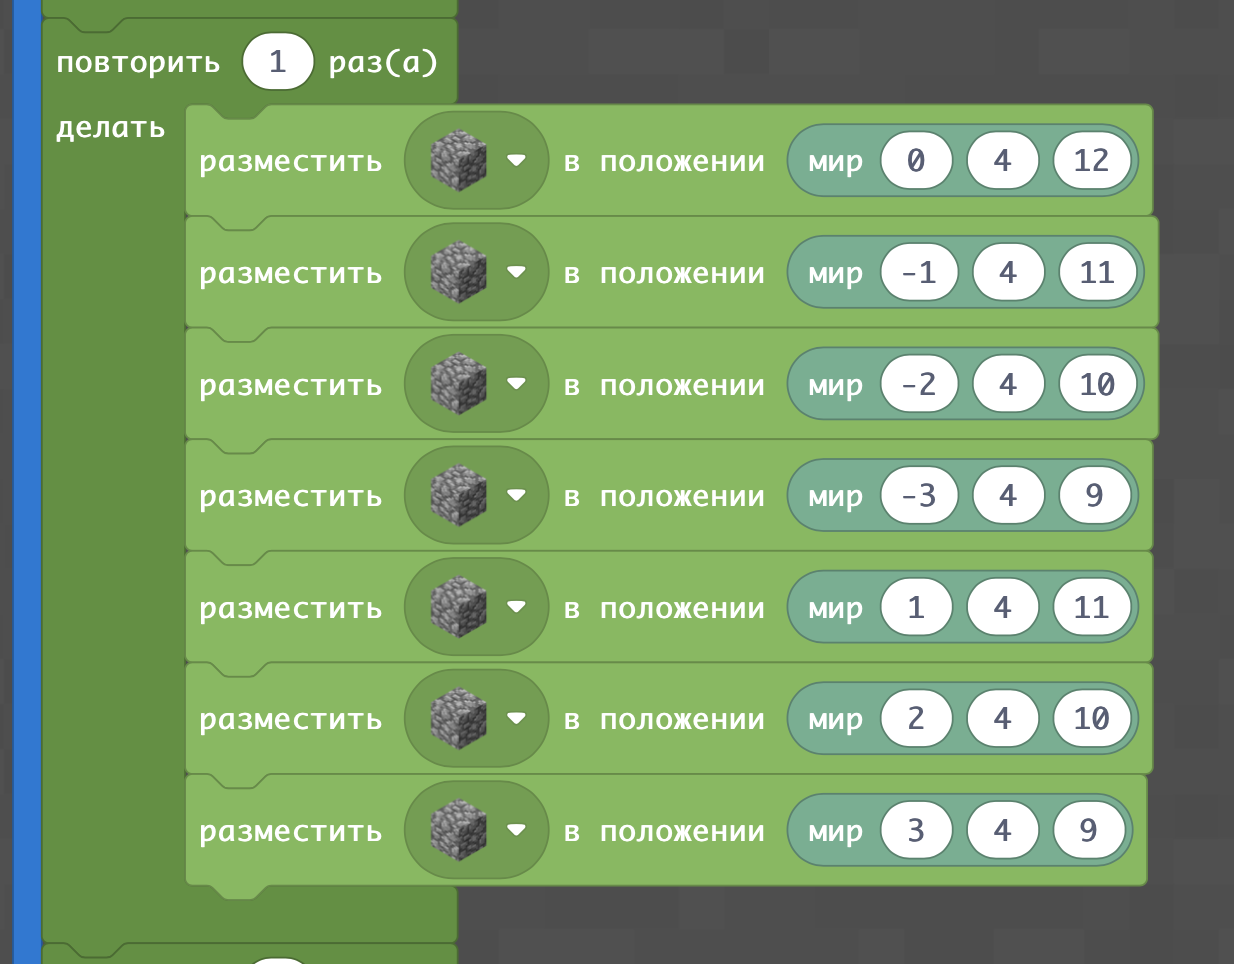 повторить 1 раз(а)
делать
разместить в положении мир 0 4 12
разместить в положении мир -1 4 11
разместить в положении мир -2 4 10
разместить в положении мир -3 4 9
разместить в положении мир 1 4 11
разместить в положении мир 2 4 10
разместить в положении мир 3 4 9